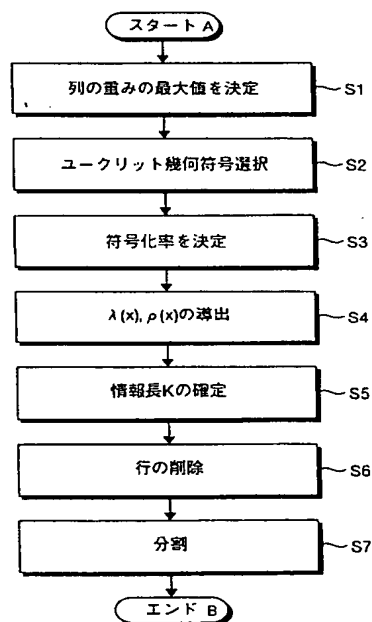 スタート A
列の重みの最大値を決定
S1
ユークリット幾何符号選択
S2
符号化率を決定
S3
λ(x), ρ(x)の導出
S4
情報長Kの確定
S5
行の削除
S6
分割
S7
エンド B